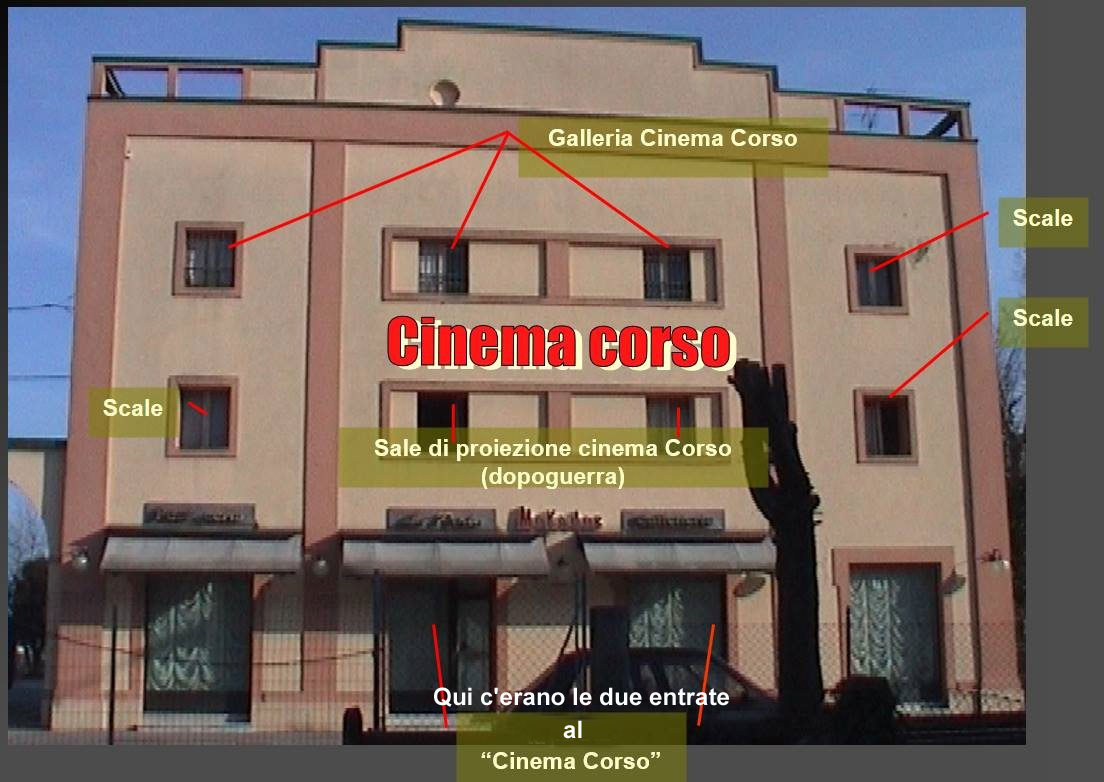 Galleria Cinema Corso
Scale
Scale
Cinema corso
Scale
Sale di proiezione cinema Corso
(dopoguerra)
Qui c'erano le due entrate
al
“Cinema Corso”